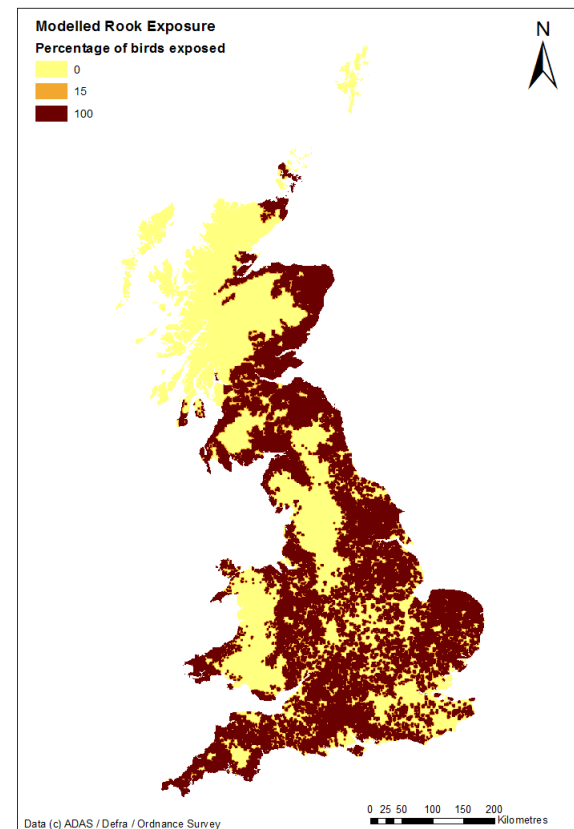 Modelled Rook Exposure
Percentage of birds exposed
0
15
100
N
0 25 50 100 150 200
Kilometres
Data (c) ADAS / Defra / Ordnance Survey